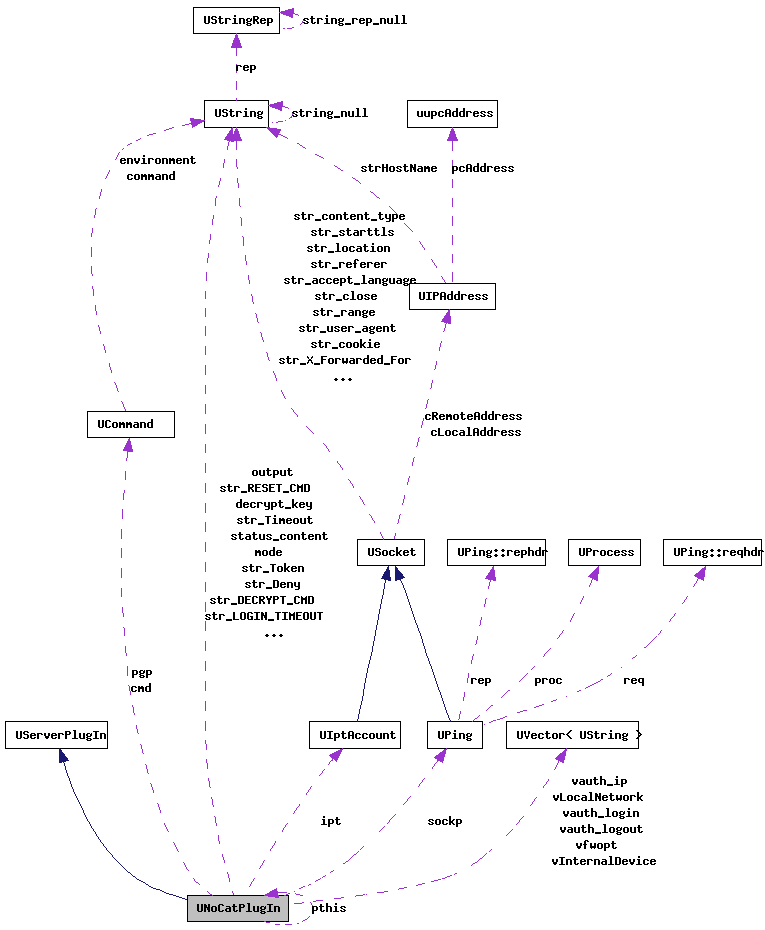 UStringRep
string_rep_null
rep
UString
string_null
uupcAddress
environment
command
strHostName
pcAddress
str_content_type
str_starttls
str_location
str_referer
str_accept_language
str_close
str_range
str_user_agent
str_cookie
str_X_Forwarded_For
...
UIPAddress
UCommand
cRemoteAddress
cLocalAddress
output
str_RESET_CMD
decrypt_key
str_Timeout
status_content
mode
str_Token
str_Deny
str_DECRYPT_CMD
str_LOGIN_TIMEOUT
...
USocket
UPing::rephdr
UProcess
UPing::reqhdr
pgp
cmd
rep
proc
req
UServerPlugIn
UIptAccount
UPing
UVector< UString >
ipt
sockp
vauth_ip
vLocalNetwork
vauth_login
vauth_logout
vfwopt
vInternalDevice
UNoCatPlugIn
pthis